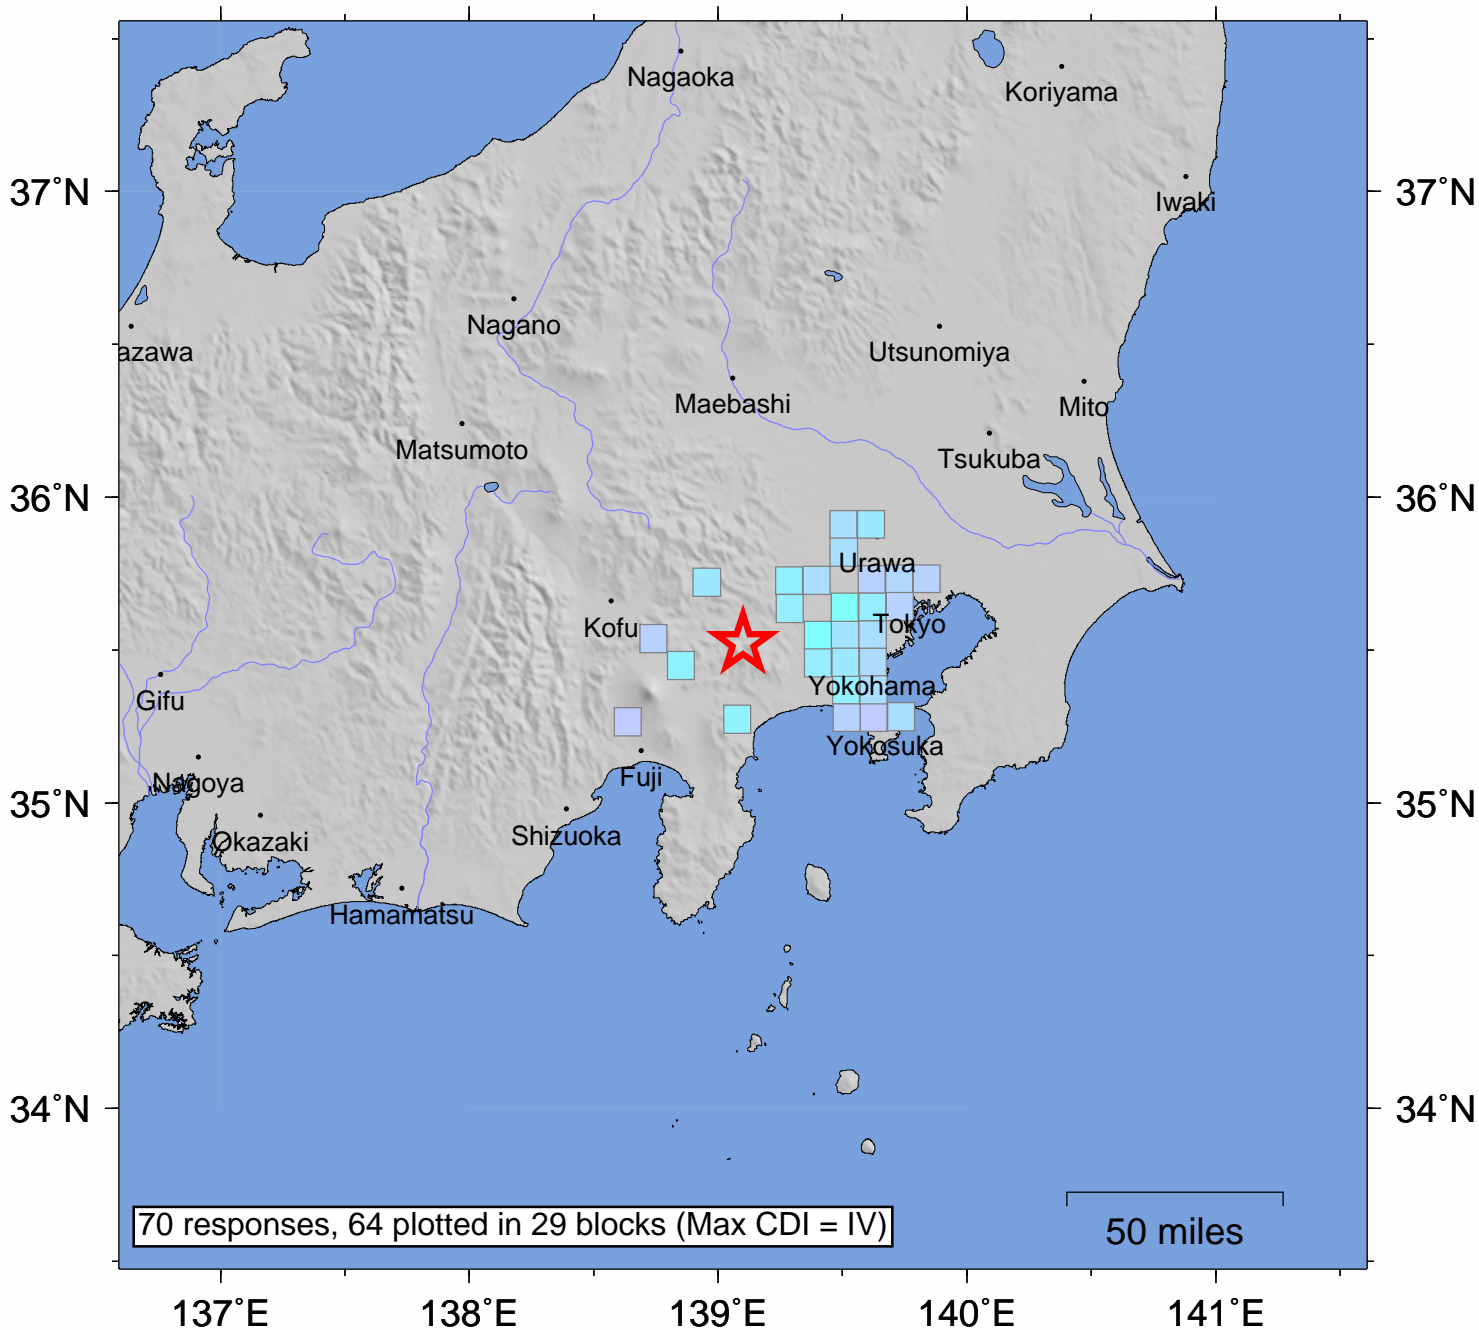 Nagaoka
Koriyama
37°N
37°N
Iwaki
Nagano
azawa
Utsunomiya
Maebashi
Mito
Matsumoto
Tsukuba
36°N
36°N
Urawa
Kofu
Tokyo
Gifu
Yokohama
Yokosuka
Fuji
Nagoya
35°N
35°N
Shizuoka
Okazaki
Hamamatsu
34°N
34°N
70 responses, 64 plotted in 29 blocks (Max CDI = IV)
50 miles
137°E
138°E
139°E
140°E
141°E